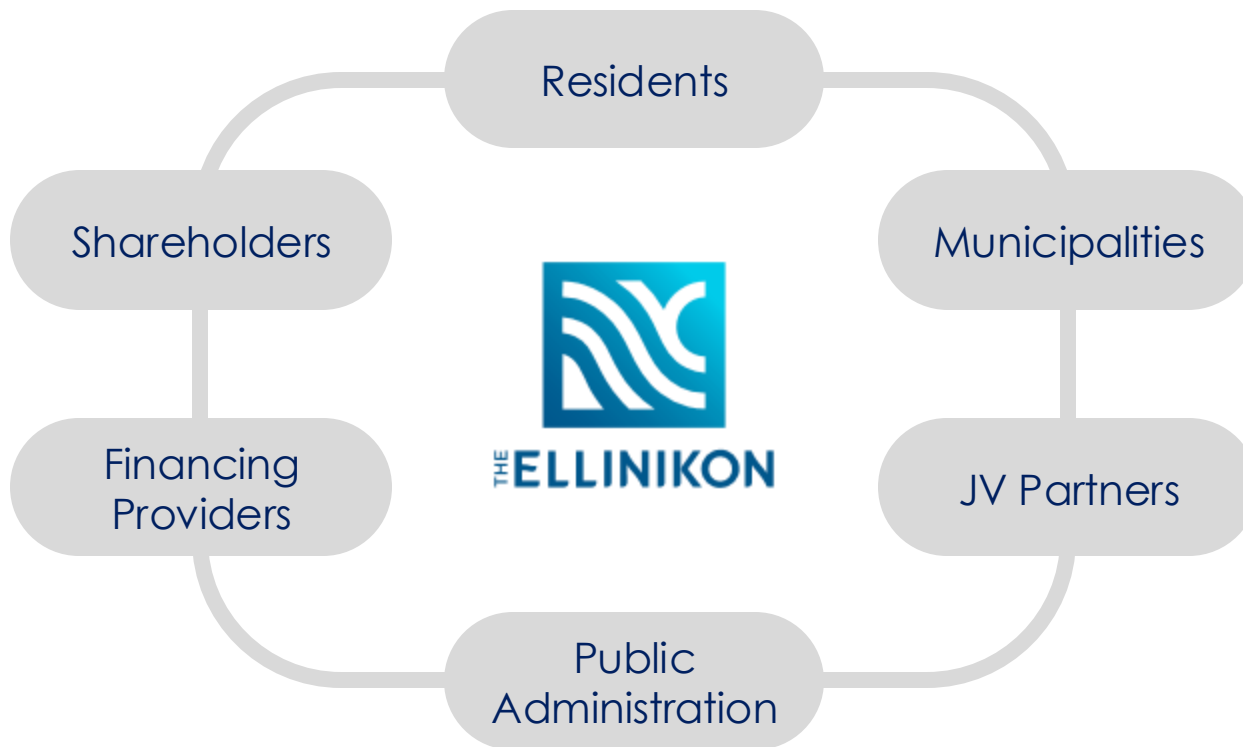 Residents
Shareholders
Municipalities
THE ELLINIKON
Financing
Providers
JV Partners
Public
Administration